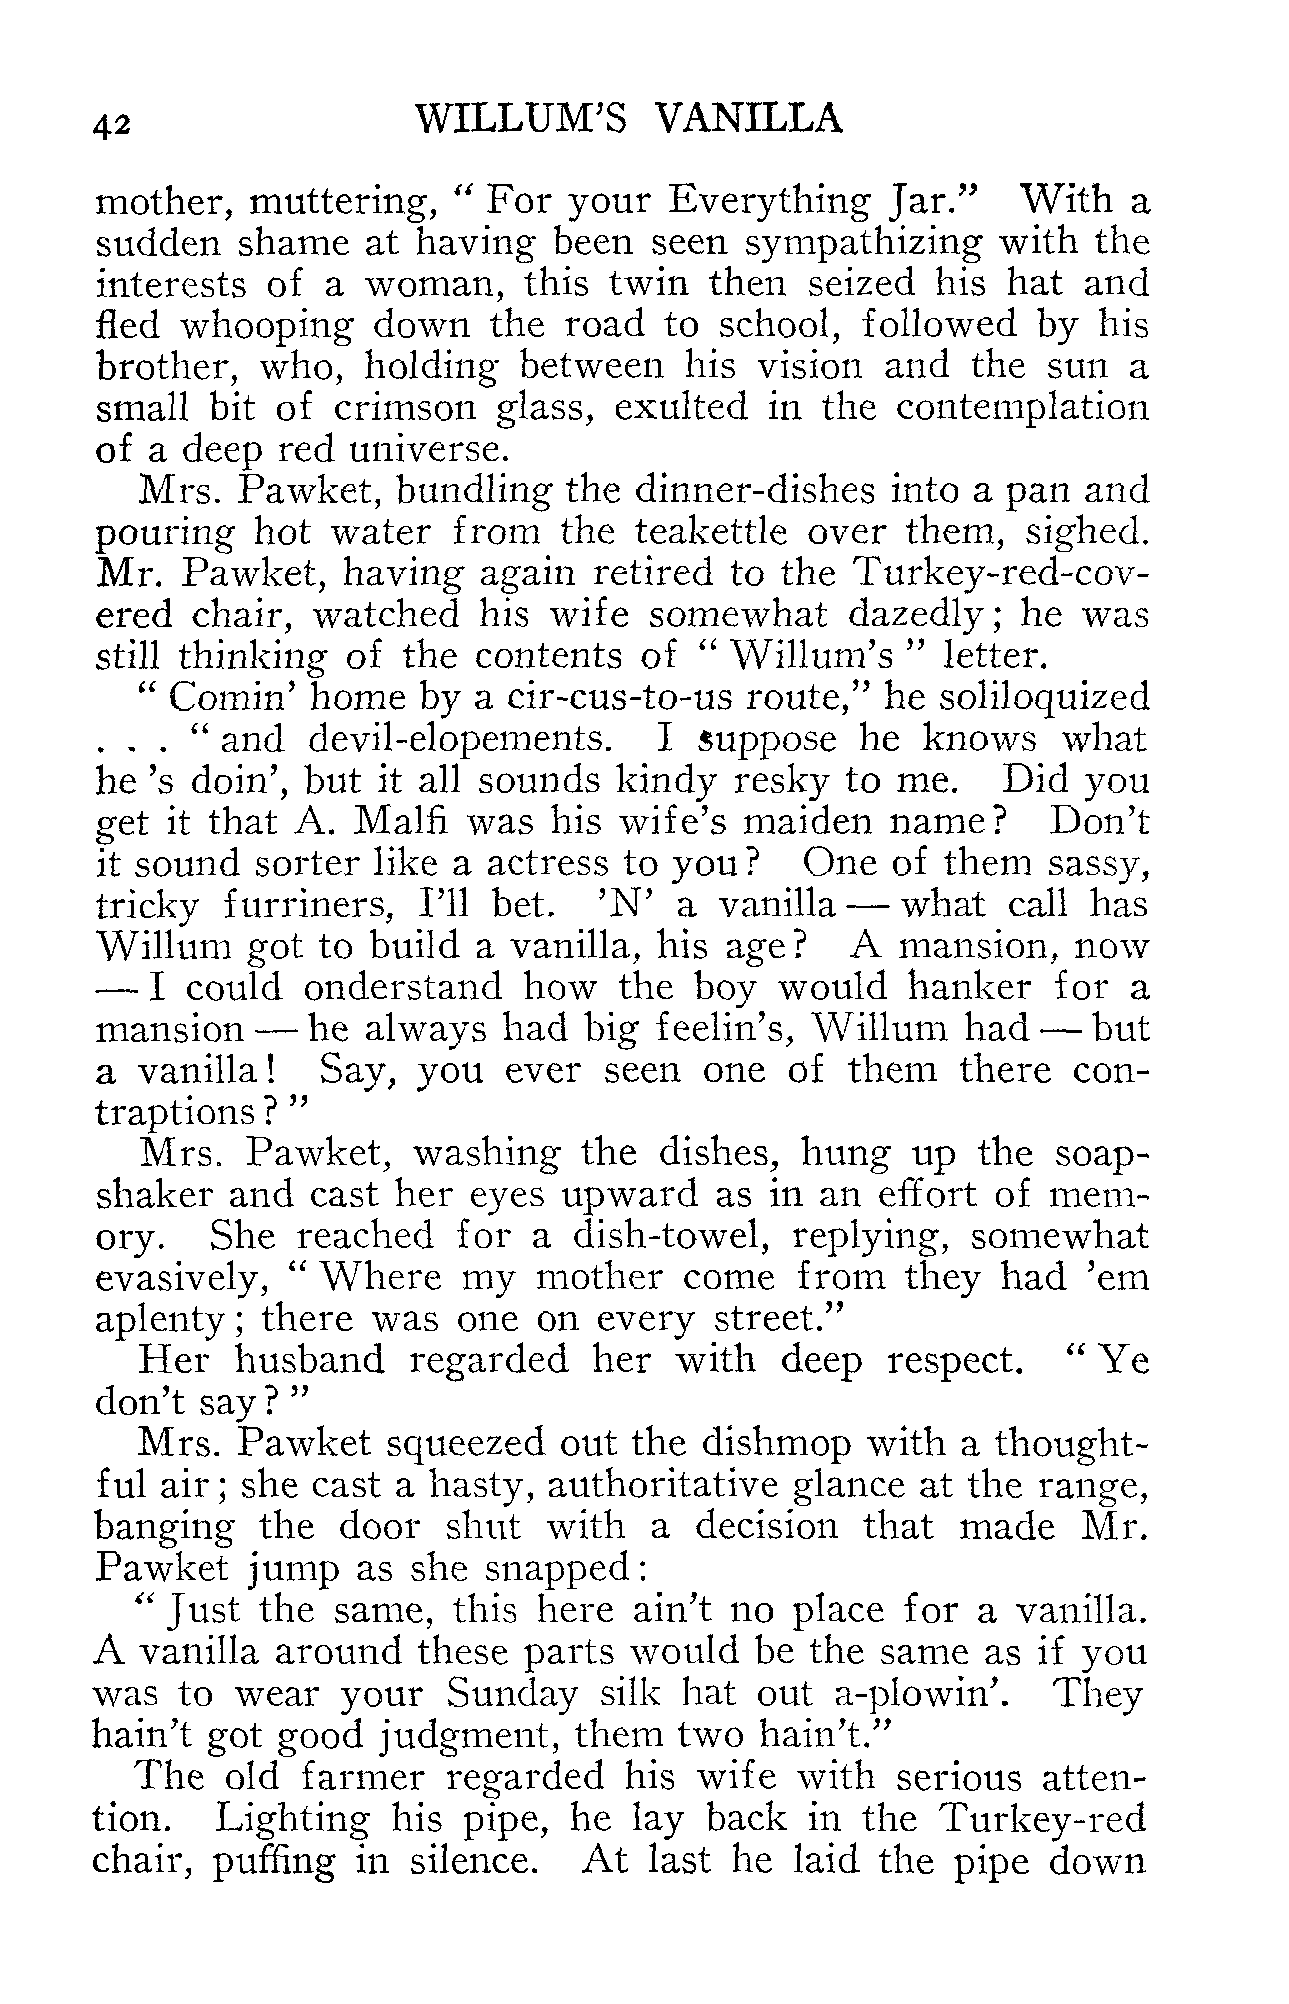 42 WILLUM'S VANILLA
mother, muttering, “ For your Everything Jar.” With a
sudden shame at having been seen sympathizing with the
interests of a woman, this twin then seized his hat and
fled whooping down the road to school, followed by his
brother, who, holding between his vision and the sun a
small bit of crimson glass, exulted in the contemplation
of a deep red universe.
Mrs. Pawket, bundling the dinner-dishes into a pan and
pouring hot water from the teakettle over them, sighed.
Mr. Pawket, having again retired to the Turkey-red-cov-
ered chair, watched his wife somewhat dazedly; he was
still thinking of the contents of “ Willum's ” letter.
“ Comin' home by a cir-cus-to-us route,” he soliloquized
. . . “ and devil-elopements. I suppose he knows what
he 's doin', but it all sounds kindy resky to me. Did you
get it that A. Malfi was his wife's maiden name? Don't
it sound sorter like a actress to you? One of them sassy,
tricky furriners, I'll bet. 'N' a vanilla — what call has
Willum got to build a vanilla, his age? A mansion, now
— I could onderstand how the boy would hanker for a
mansion — he always had big feelin's, Willum had — but
a vanilla! Say, you ever seen one of them there con-
traptions? ”
Mrs. Pawket, washing the dishes, hung up the soap-
shaker and cast her eyes upward as in an effort of mem-
ory. She reached for a dish-towel, replying, somewhat
evasively, “ Where my mother come from they had 'em
aplenty; there was one on every street.”
Her husband regarded her with deep respect. “ Ye
don't say? ”
Mrs. Pawket squeezed out the dishmop with a thought-
ful air; she cast a hasty, authoritative glance at the range,
banging the door shut with a decision that made Mr.
Pawket jump as she snapped:
“ Just the same, this here ain't no place for a vanilla.
A vanilla around these parts would be the same as if you
was to wear your Sunday silk hat out a-plowin'. They
hain't got good judgment, them two hain't.”
The old farmer regarded his wife with serious atten-
tion. Lighting his pipe, he lay back in the Turkey-red
chair, puffing in silence. At last he laid the pipe down